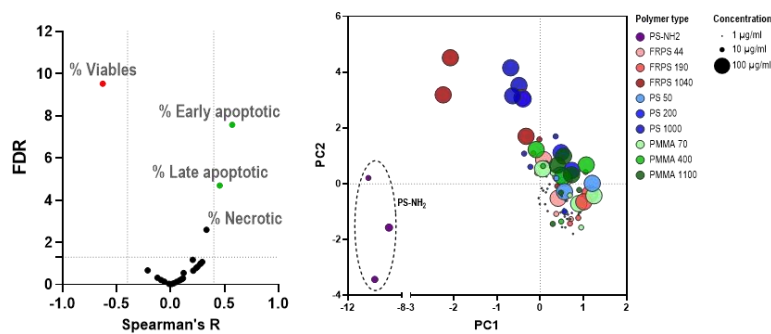 12
10
8
6
4
2
0
FDR
% Viables
% Early apoptotic
% Late apoptotic
% Necrotic
-1.0 -0.5 0.0 0.5 1.0
Spearman's R
6
4
2
0
-2
-4
PC2
PS-NH2
-12 -8 -3 -2 -1 0 1 2
PC1
Polymer type
PS-NH2
FRPS 44
FRPS 190
FRPS 1040
PS 50
PS 200
PS 1000
PMMA 70
PMMA 400
PMMA 1100
Concentration
1 µg/ml
10 µg/ml
100 µg/ml